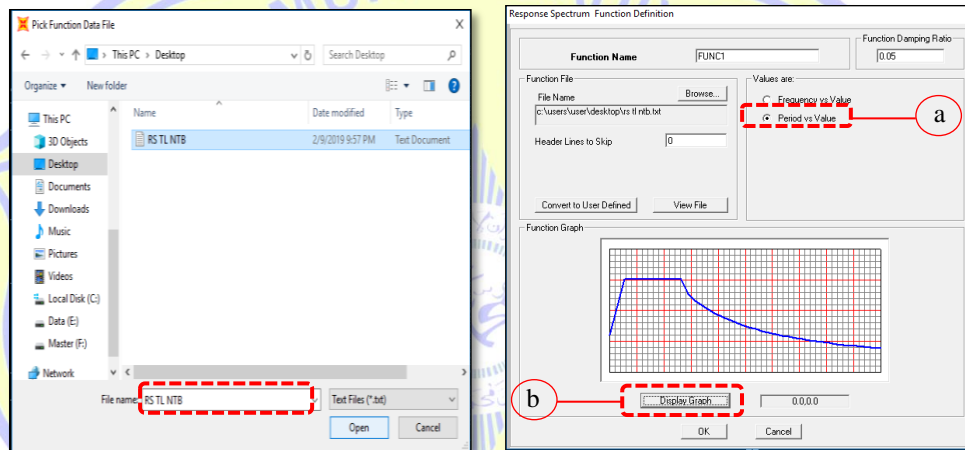 Pick Function Data File
X
This PC > Desktop
Search Desktop
Organize
New folder
Name
Date modified
Type
This PC
3D Objects
Desktop
Documents
Downloads
Music
Pictures
Videos
Local Disk (C:)
Data (E:)
Master (F:)
Network
RS TL NTB
2/9/2019 9:57 PM
Text Document
File name:
RS TL NTB
Text Files (*.txt)
Open
Cancel
Response Spectrum Function Definition
Function Name
FUNC1
Function Damping Ratio
0.05
Function File
File Name
Browse...
c:\users\user\desktop\rs tl ntb.txt
Header Lines to Skip
0
Convert to User Defined
View File
Values are:
Frequency vs Value
Period vs Value
a
Function Graph
b
Display Graph
0.0,0.0
OK
Cancel